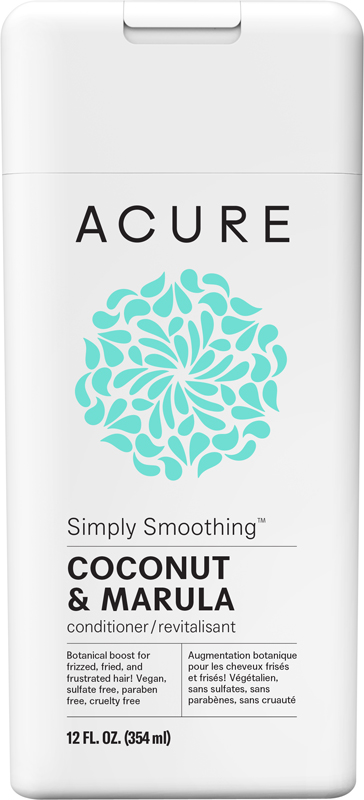 ACURE
Simply Smoothing™
COCONUT
& MARULA
conditioner/revitalisant
Botanical boost for
frizzed, fried, and
frustrated hair! Vegan,
sulfate free, paraben
free, cruelty free
Augmentation botanique
pour les cheveux frisés
et frisés! Végétalien,
sans sulfates, sans
parabènes, sans cruauté
12 FL. OZ. (354 ml)